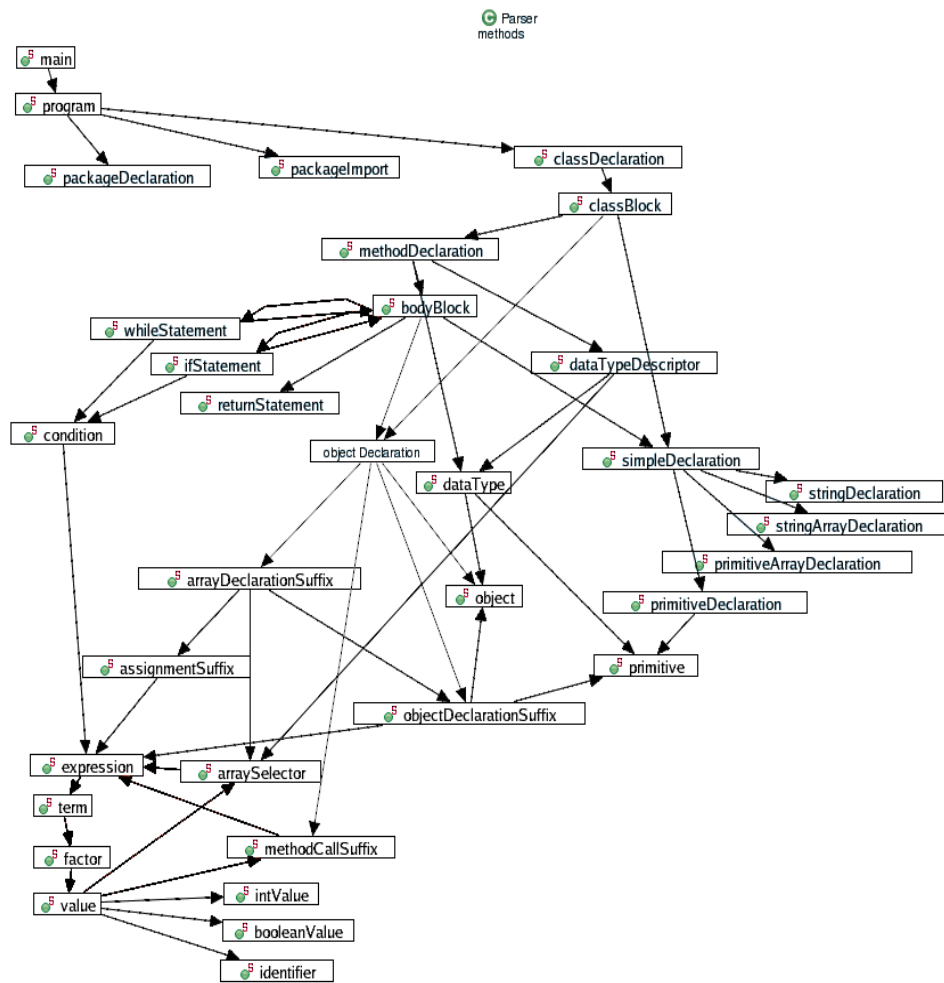 C Parser
methods
S main
S program
S classDeclaration
S packageImport
S packageDeclaration
S classBlock
S methodDeclaration
S bodyBlock
S whileStatement
S ifStatement
S dataTypeDescriptor
S returnStatement
S condition
object Declaration
S simpleDeclaration
S dataType
S stringDeclaration
S stringArrayDeclaration
S primitiveArrayDeclaration
S arrayDeclarationSuffix
S object
S primitiveDeclaration
S assignmentSuffix
S primitive
S objectDeclarationSuffix
S expression
S arraySelector
S term
S methodCallSuffix
S factor
S intValue
S value
S booleanValue
S identifier